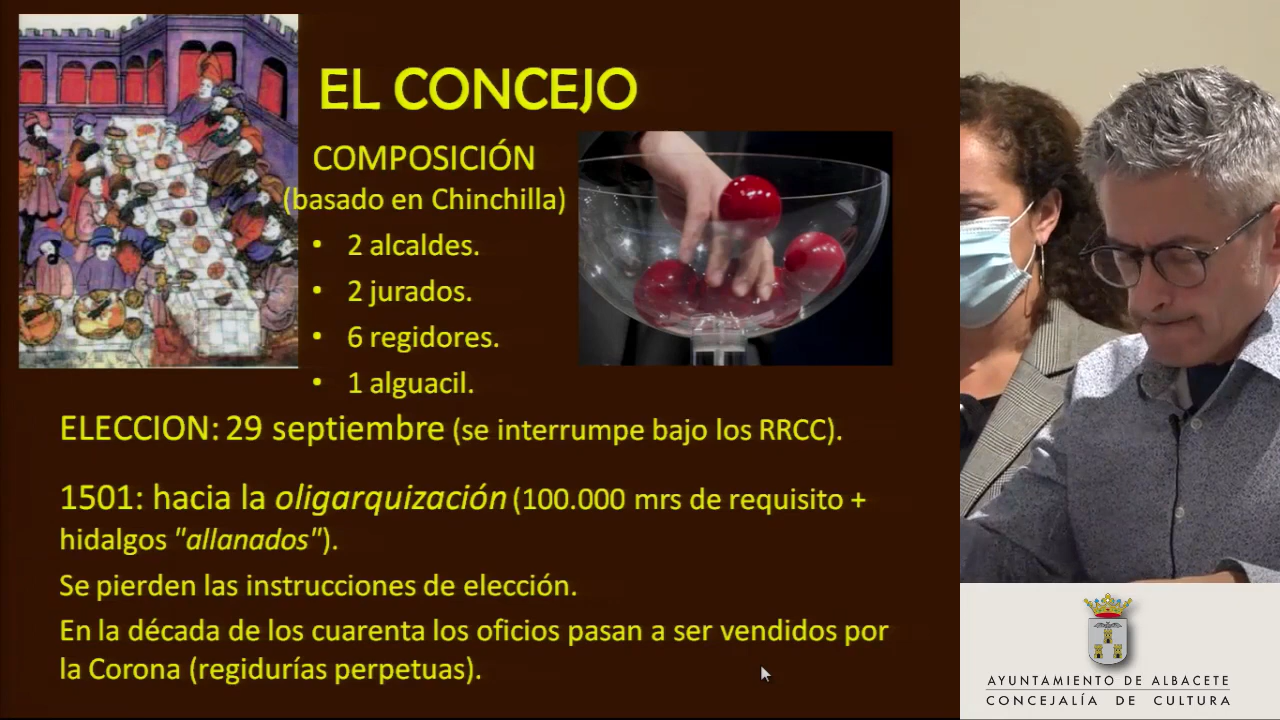 EL CONCEJO
COMPOSICIÓN
(basado en Chinchilla)
• 2 alcaldes.
• 2 jurados.
• 6 regidores.
• 1 alguacil.
ELECCION: 29 septiembre (se interrumpe bajo los RRCC).
1501: hacia la oligarquización (100.000 mrs de requisito +
hidalgos "allanados").
Se pierden las instrucciones de elección.
En la década de los cuarenta los oficios pasan a ser vendidos por
la Corona (regidurías perpetuas).
AYUNTAMIENTO DE ALBACETE
CONCEJALÍA DE CULTURA